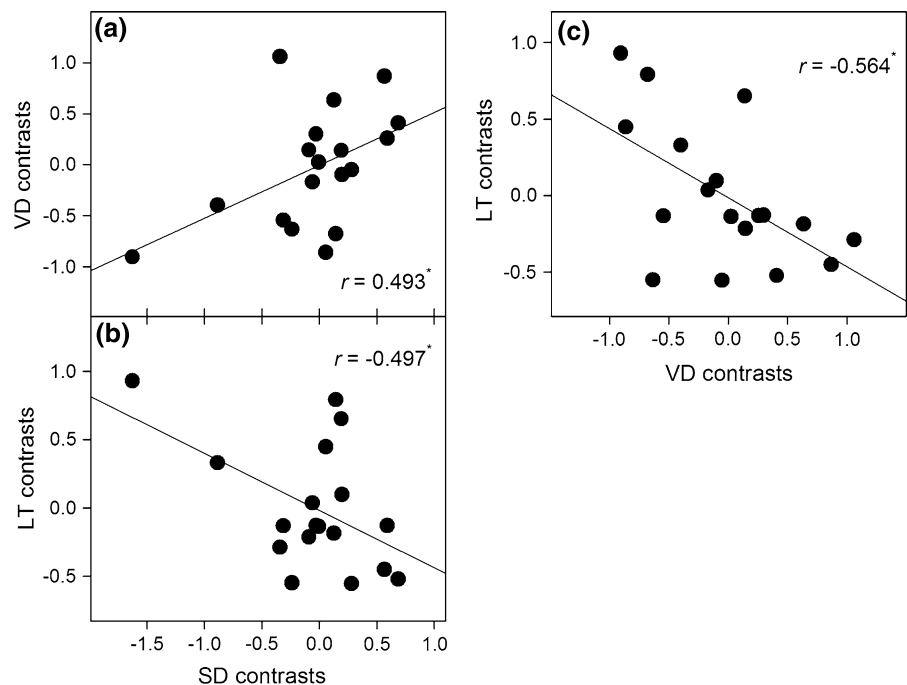 (a)
1.0
0.5
0.0
-0.5
-1.0
VD contrasts
r = 0.493*
(b)
r = -0.497*
1.0
0.5
0.0
-0.5
LT contrasts
-1.5 -1.0 -0.5 0.0 0.5 1.0
SD contrasts
(c)
r = -0.564*
1.0
0.5
0.0
-0.5
LT contrasts
-1.0 -0.5 0.0 0.5 1.0
VD contrasts